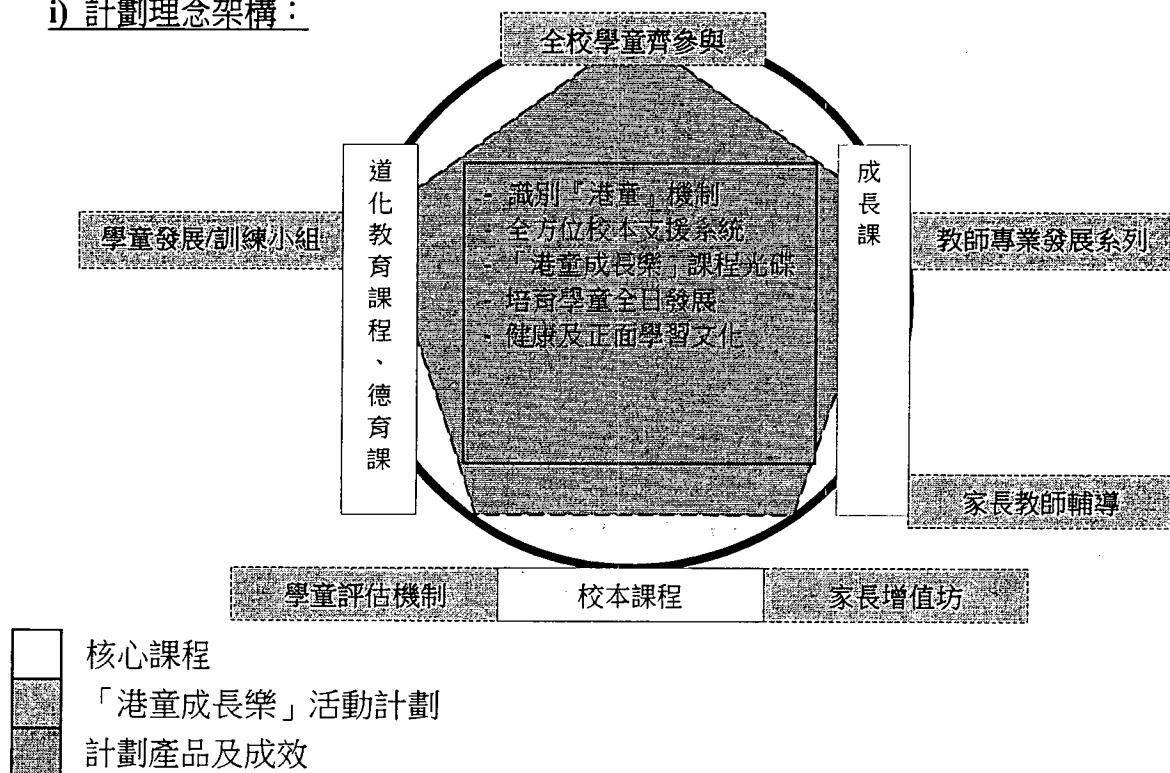 i) 計劃理念架構：
全校學童齊參與
道化教育課程、德育課
成長課
- 識別『港童』機制
- 全方位校本支援系統
- 「港童成長樂」課程光碟
- 培育學童全日發展
- 健康及正面學習文化
學童發展/訓練小組
教師專業發展系列
家長教師輔導
學童評估機制
校本課程
家長增值坊
核心課程
「港童成長樂」活動計劃
計劃產品及成效